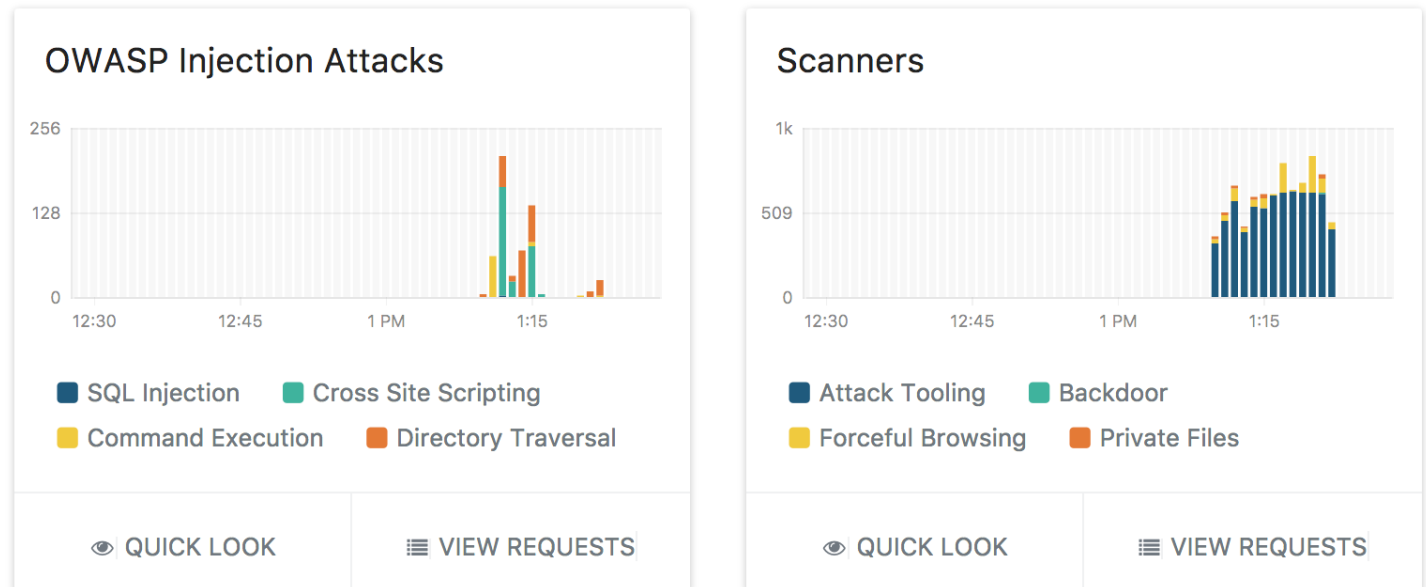 OWASP Injection Attacks
256
128
0
12:30 12:45 1 PM 1:15
SQL Injection Cross Site Scripting
Command Execution Directory Traversal
QUICK LOOK VIEW REQUESTS
Scanners
1k
509
0
12:30 12:45 1 PM 1:15
Attack Tooling Backdoor
Forceful Browsing Private Files
QUICK LOOK VIEW REQUESTS